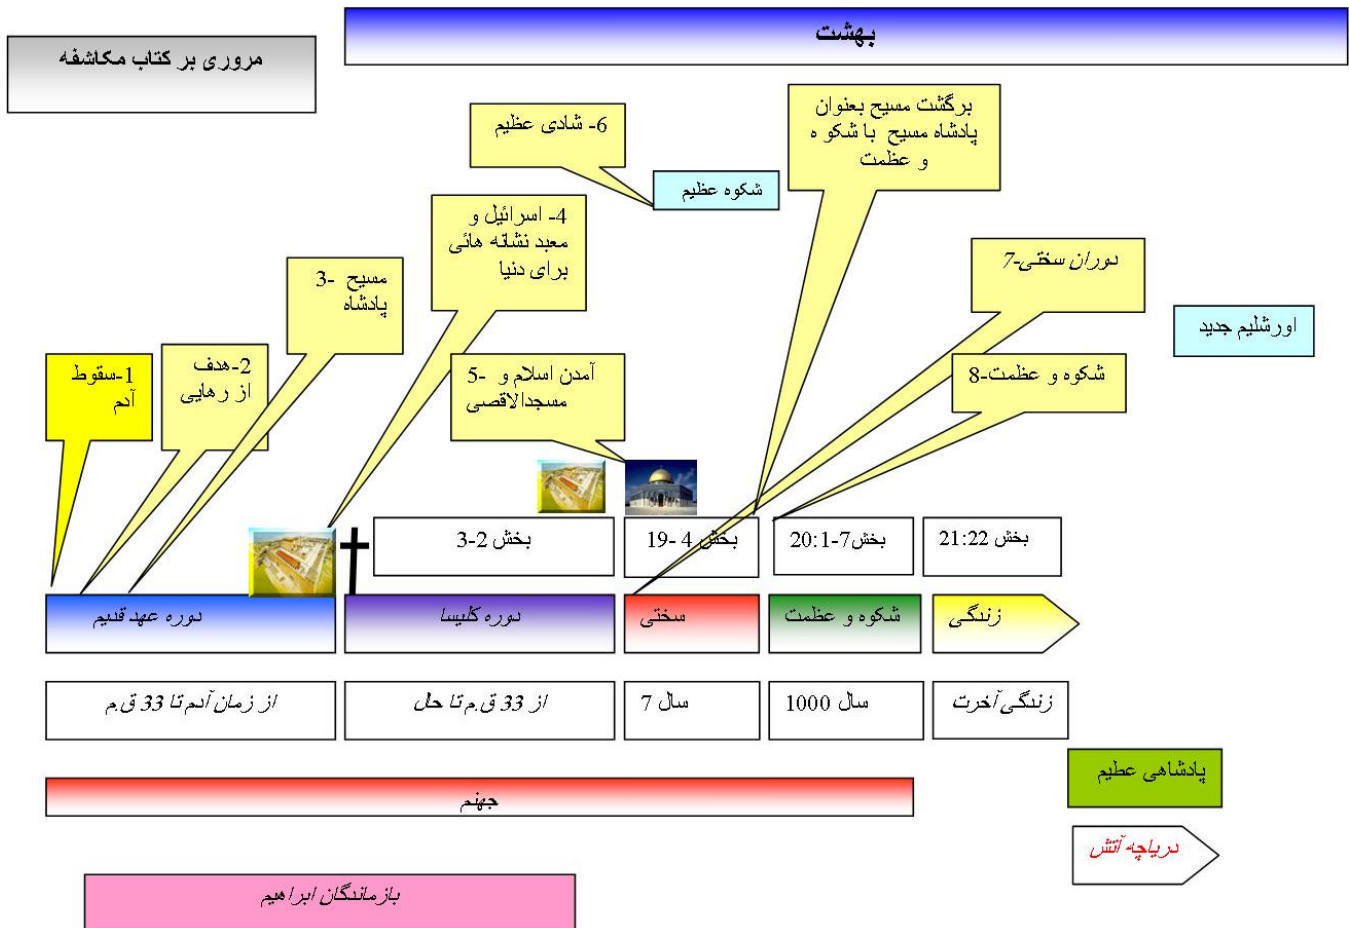 بهشت
مروری بر کتاب مکاشفه
برگشت مسیح بعنوان
پادشاه مسیح با شکو ه
و عظمت
6- شادی عظیم
شکوه عظیم
4- اسرائیل و
معبد نشانه هائی
برای دنیا
دوران سختی-7
3- مسیح
پادشاه
اورشلیم جدید
1-سقوط
آدم
2-هدف
از رهایی
5- آمدن اسلام و
مسجدالاقصی
شکوه و عظمت-8
بخش 2-3
بخش 4 -19
بخش7-20:1
بخش 21:22
دوره عهد قدیم
دوره کلیسا
سختی
شکوه و عظمت
زندگی
از زمان آدم تا 33 ق.م
از 33 ق.م تا حال
7 سال
1000 سال
زندگی آخرت
پادشاهی عطیم
جهنم
دریاچه آتش
بازماندگان ابراهیم